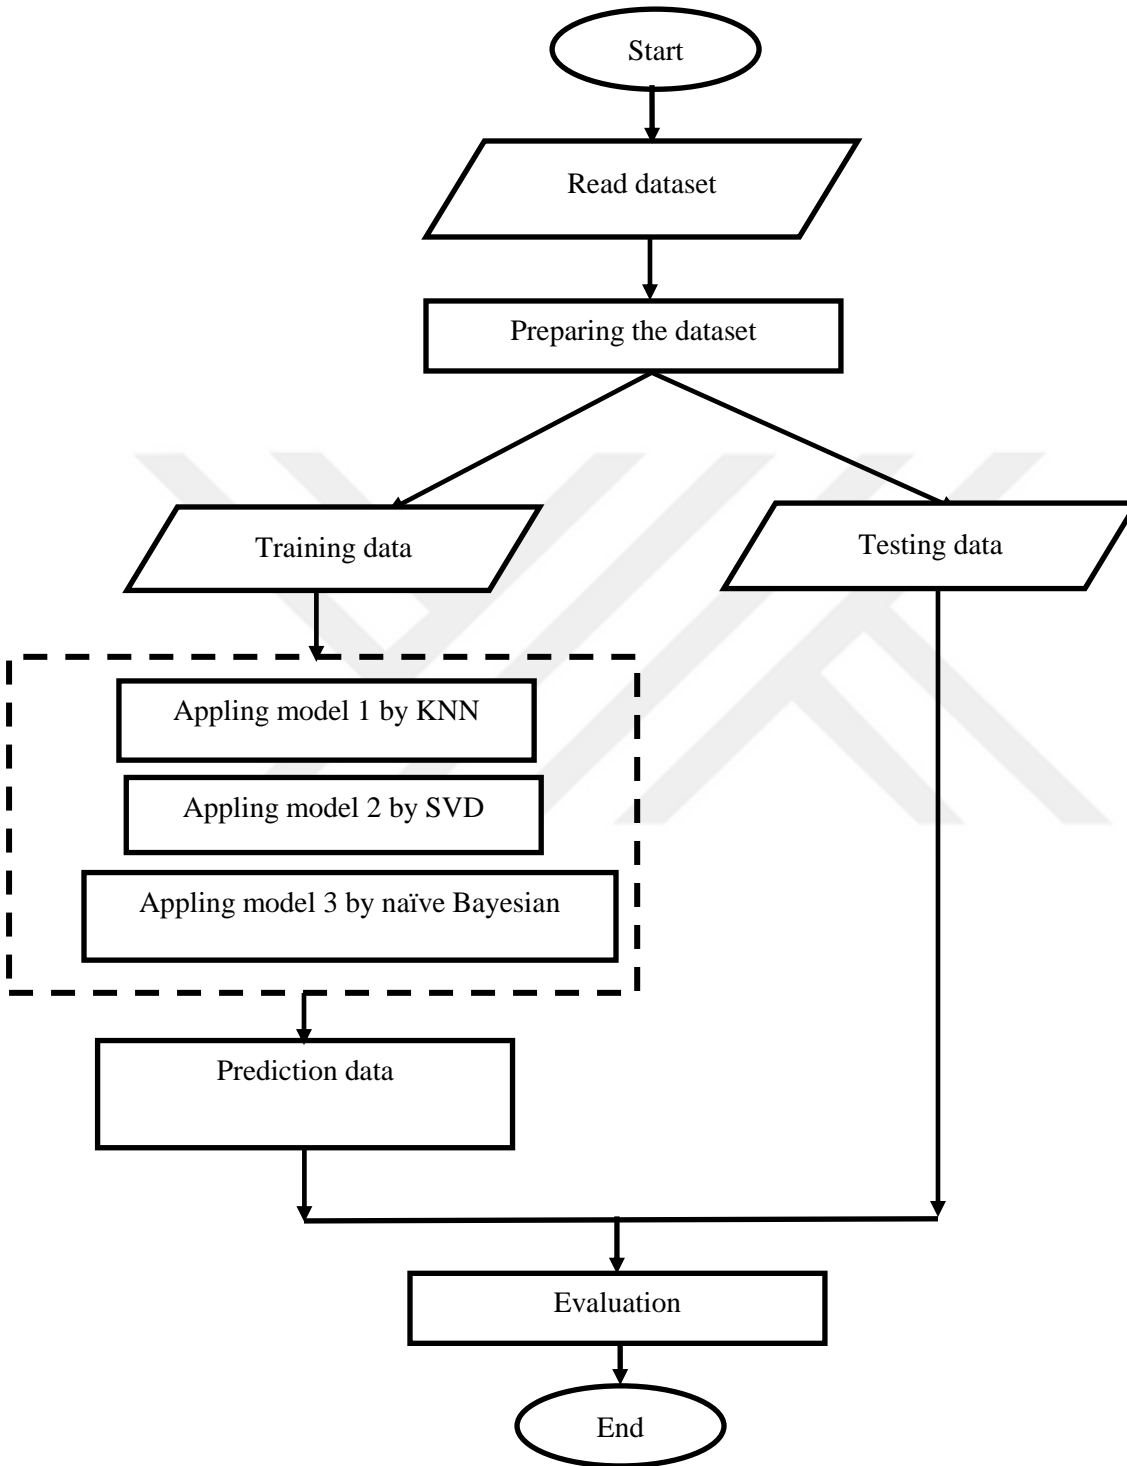 Start
Read dataset
Preparing the dataset
Training data
Testing data
Appling model 1 by KNN
Appling model 2 by SVD
Appling model 3 by naïve Bayesian
Prediction data
Evaluation
End